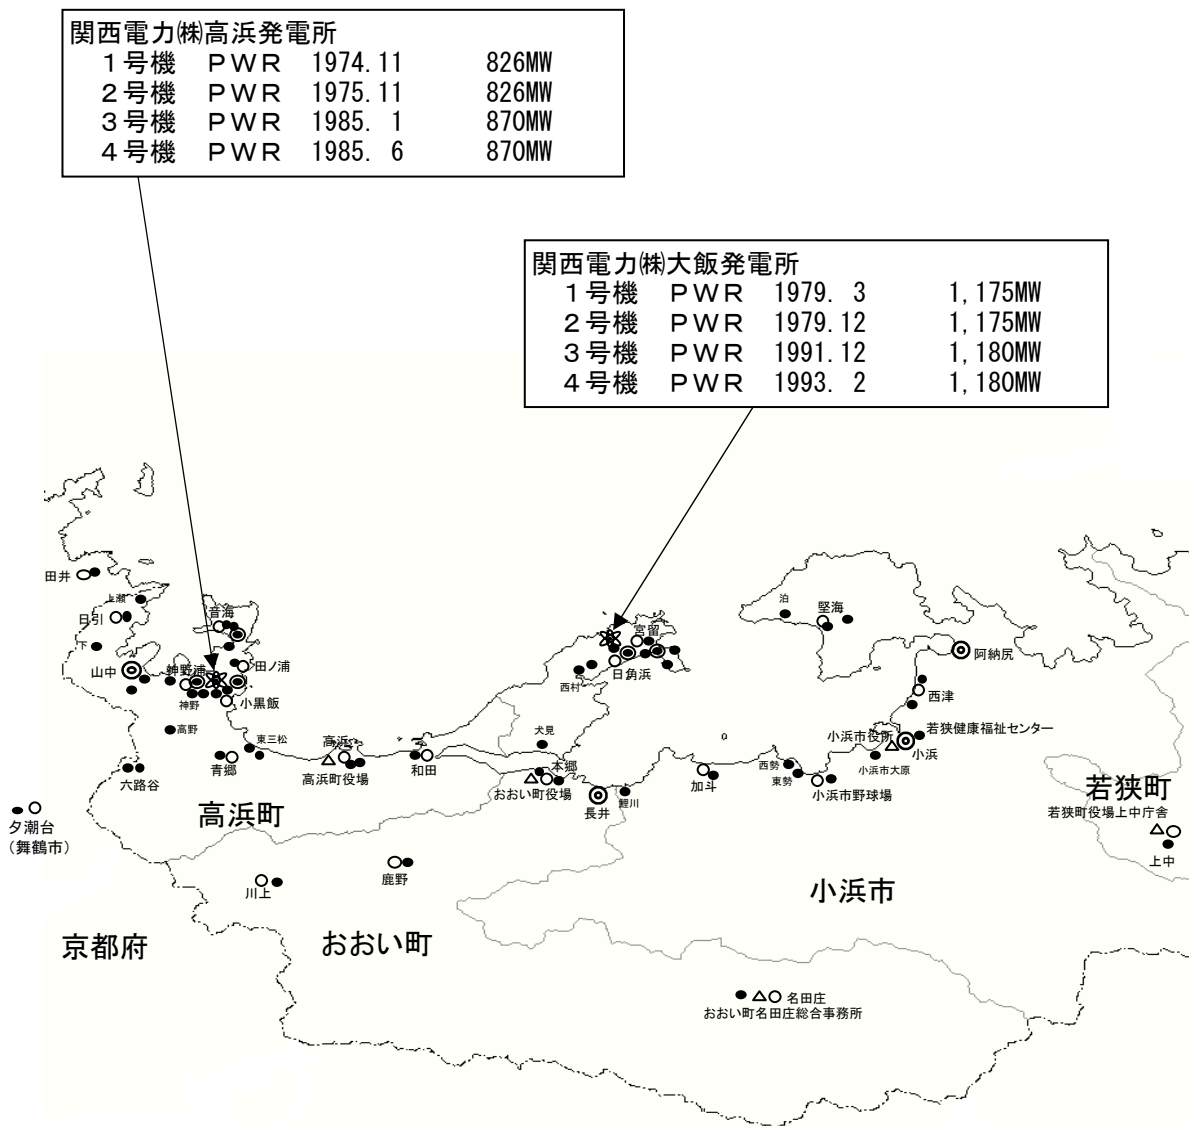 関西電力㈱高浜発電所
１号機 ＰＷＲ 1974.11 826MW
２号機 ＰＷＲ 1975.11 826MW
３号機 ＰＷＲ 1985. 1 870MW
４号機 ＰＷＲ 1985. 6 870MW
関西電力㈱大飯発電所
１号機 ＰＷＲ 1979. 3 1,175MW
２号機 ＰＷＲ 1979.12 1,175MW
３号機 ＰＷＲ 1991.12 1,180MW
４号機 ＰＷＲ 1993. 2 1,180MW
田井
上瀬
日引
音海
下
山中
神野浦
田ノ浦
神野
小黒飯
高野
東三松
青郷
六路谷
高浜
高浜町役場
和田
高浜町
夕潮台
（舞鶴市）
宮留
日角浜
西村
犬見
本郷
おおい町役場
長井
鯉川
泊
堅海
阿納尻
西津
若狭健康福祉センター
小浜市役所
小浜
小浜市大原
西勢
東勢
加斗
小浜市野球場
若狭町
若狭町役場上中庁舎
上中
川上
鹿野
小浜市
京都府
おおい町
名田庄
おおい町名田庄総合事務所